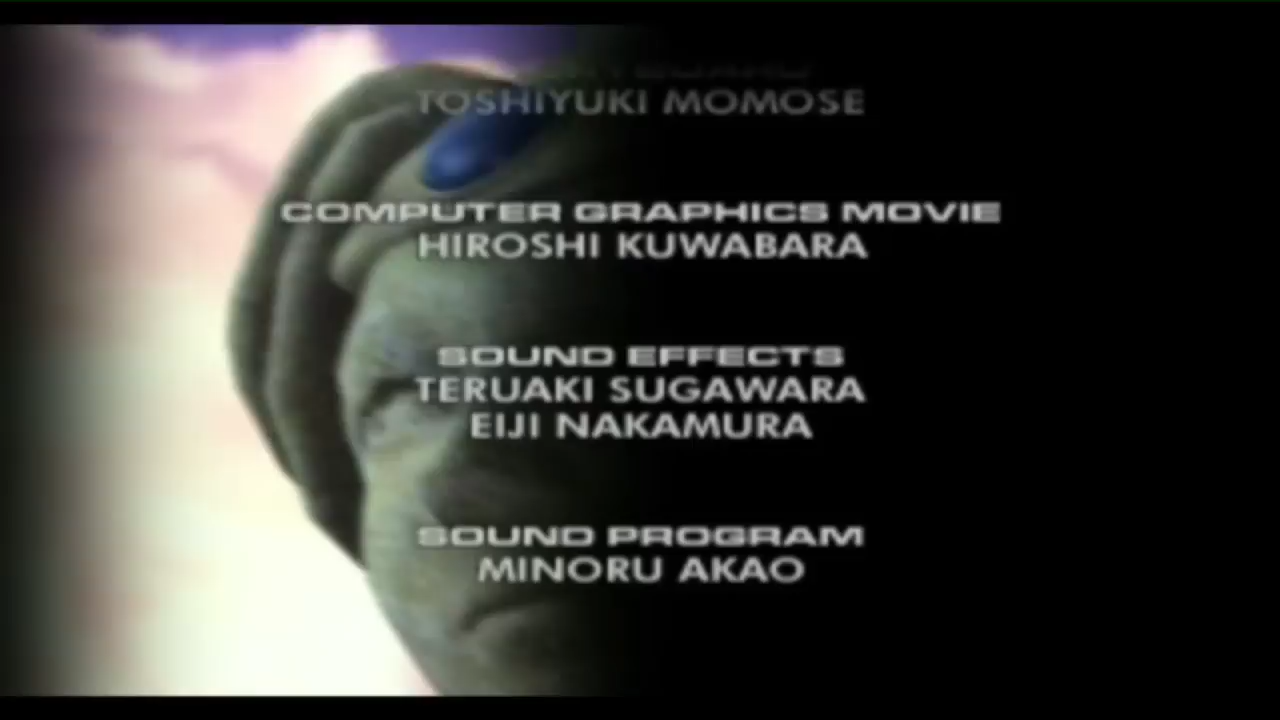 TOSHIYUKI MOMOSE
COMPUTER GRAPHICS MOVIE
HIROSHI KUWABARA
SOUND EFFECTS
TERUAKI SUGAWARA
EIJI NAKAMURA
SOUND PROGRAM
MINORU AKAO